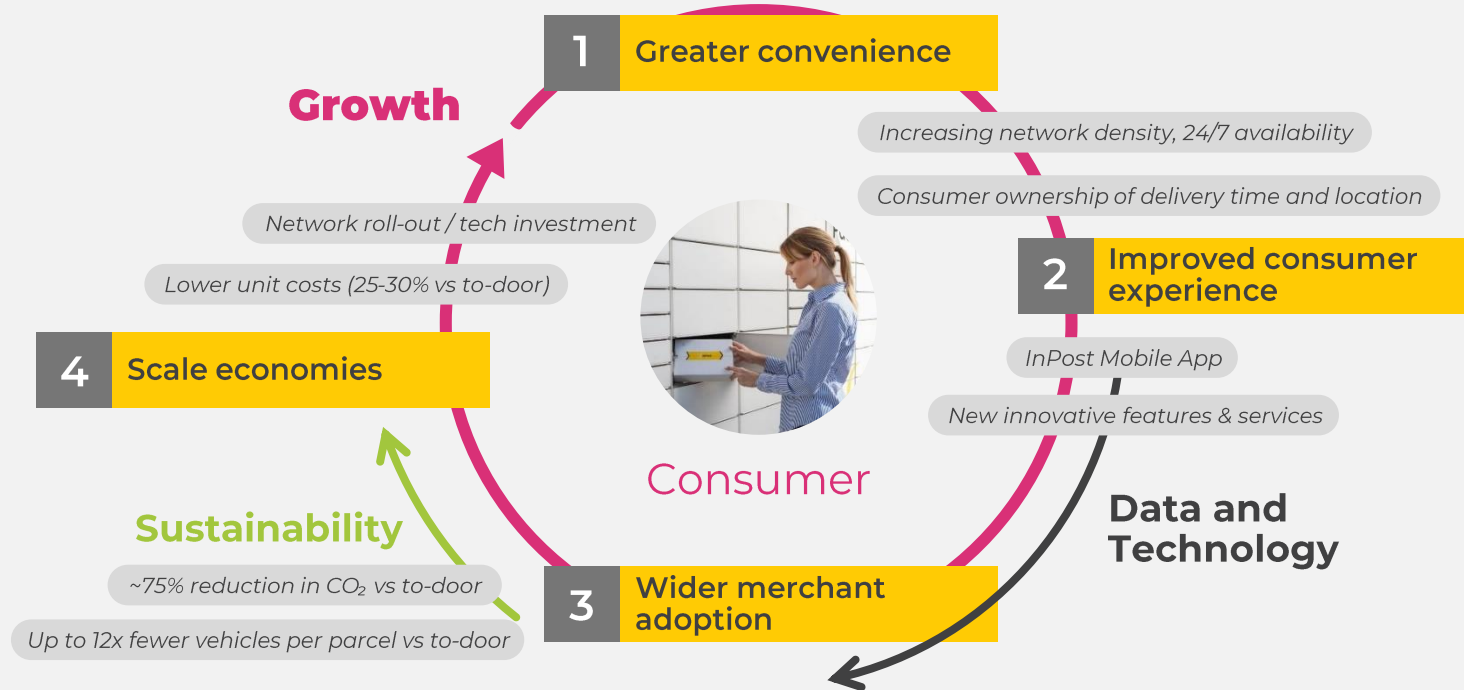 1
Greater convenience
Growth
Increasing network density, 24/7 availability
Consumer ownership of delivery time and location
Network roll-out / tech investment
Lower unit costs (25-30% vs to-door)
2
Improved consumer
experience
InPost Mobile App
New innovative features & services
4
Scale economies
Consumer
Data and
Technology
Sustainability
~75% reduction in CO₂ vs to-door
Up to 12x fewer vehicles per parcel vs to-door
3
Wider merchant
adoption